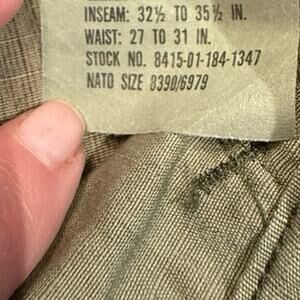 INSEAM: 32½ TO 35½ IN.
WAIST: 27 TO 31 IN.
STOCK NO. 8415-01-184-1347
NATO SIZE 8390/6979